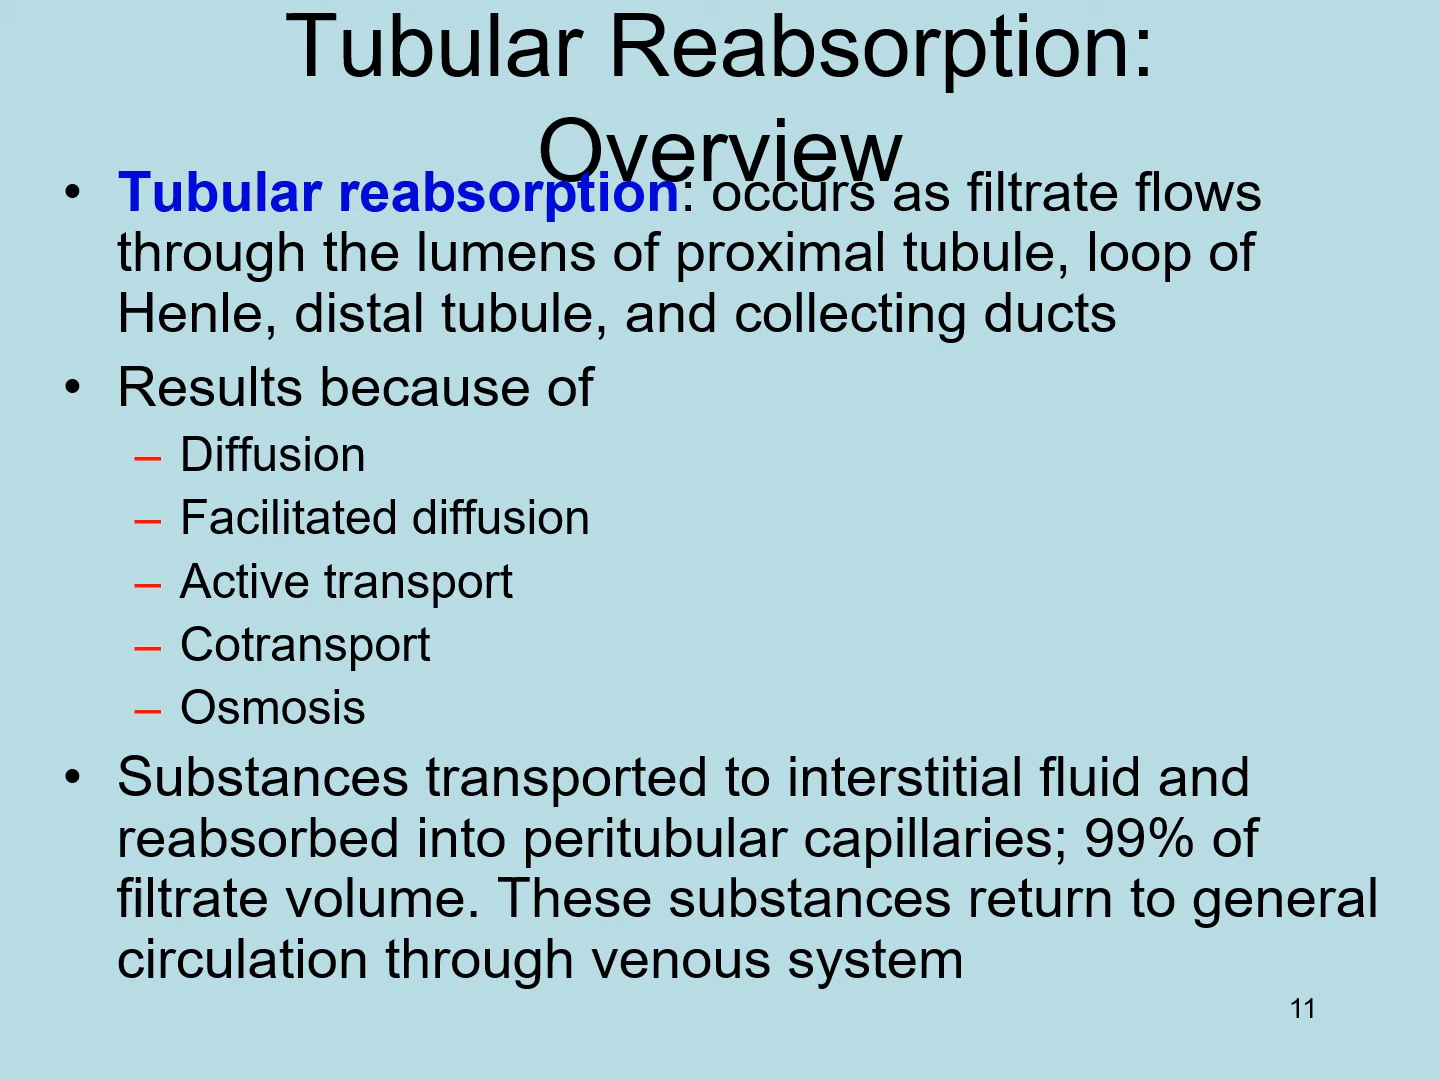 Tubular Reabsorption:
Overview
• Tubular reabsorption: occurs as filtrate flows
through the lumens of proximal tubule, loop of
Henle, distal tubule, and collecting ducts
• Results because of
– Diffusion
– Facilitated diffusion
– Active transport
– Cotransport
– Osmosis
• Substances transported to interstitial fluid and
reabsorbed into peritubular capillaries; 99% of
filtrate volume. These substances return to general
circulation through venous system
11